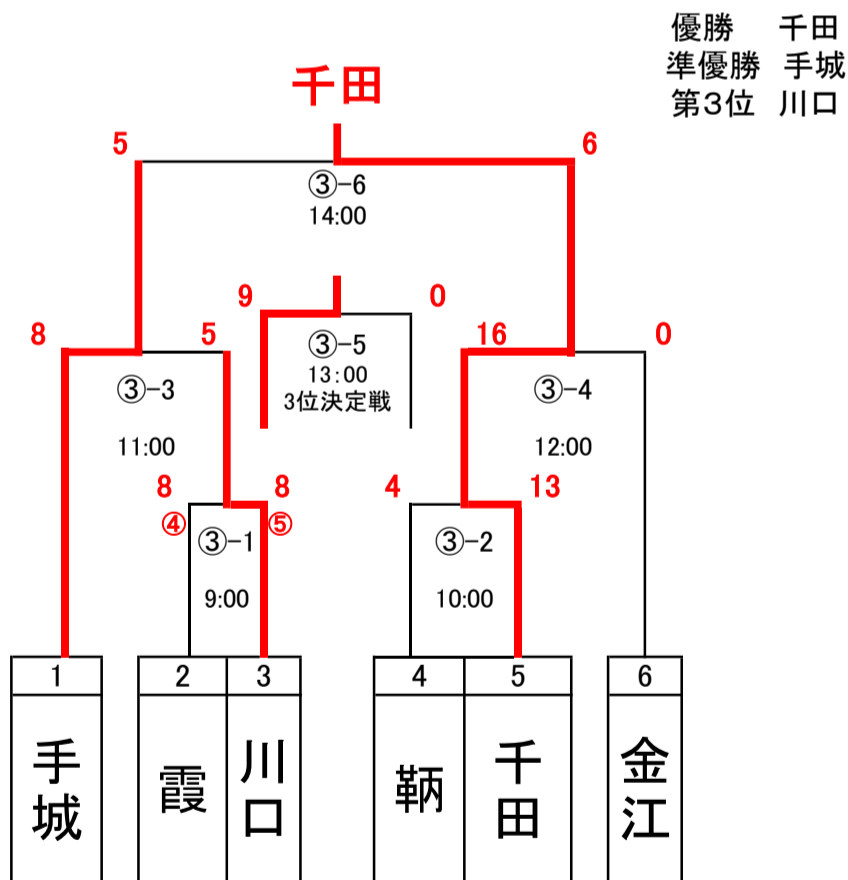 優勝 千田
準優勝 手城
第3位 川口
千田
5 6
③-6
14:00
9 0
8 5 16 0
③-5
13:00
3位決定戦
③-3 ③-4
11:00 12:00
8 8 4 13
④ ⑤
③-1 ③-2
9:00 10:00
1 2 3 4 5 6
手城 霞 川口 鞆 千田 金江